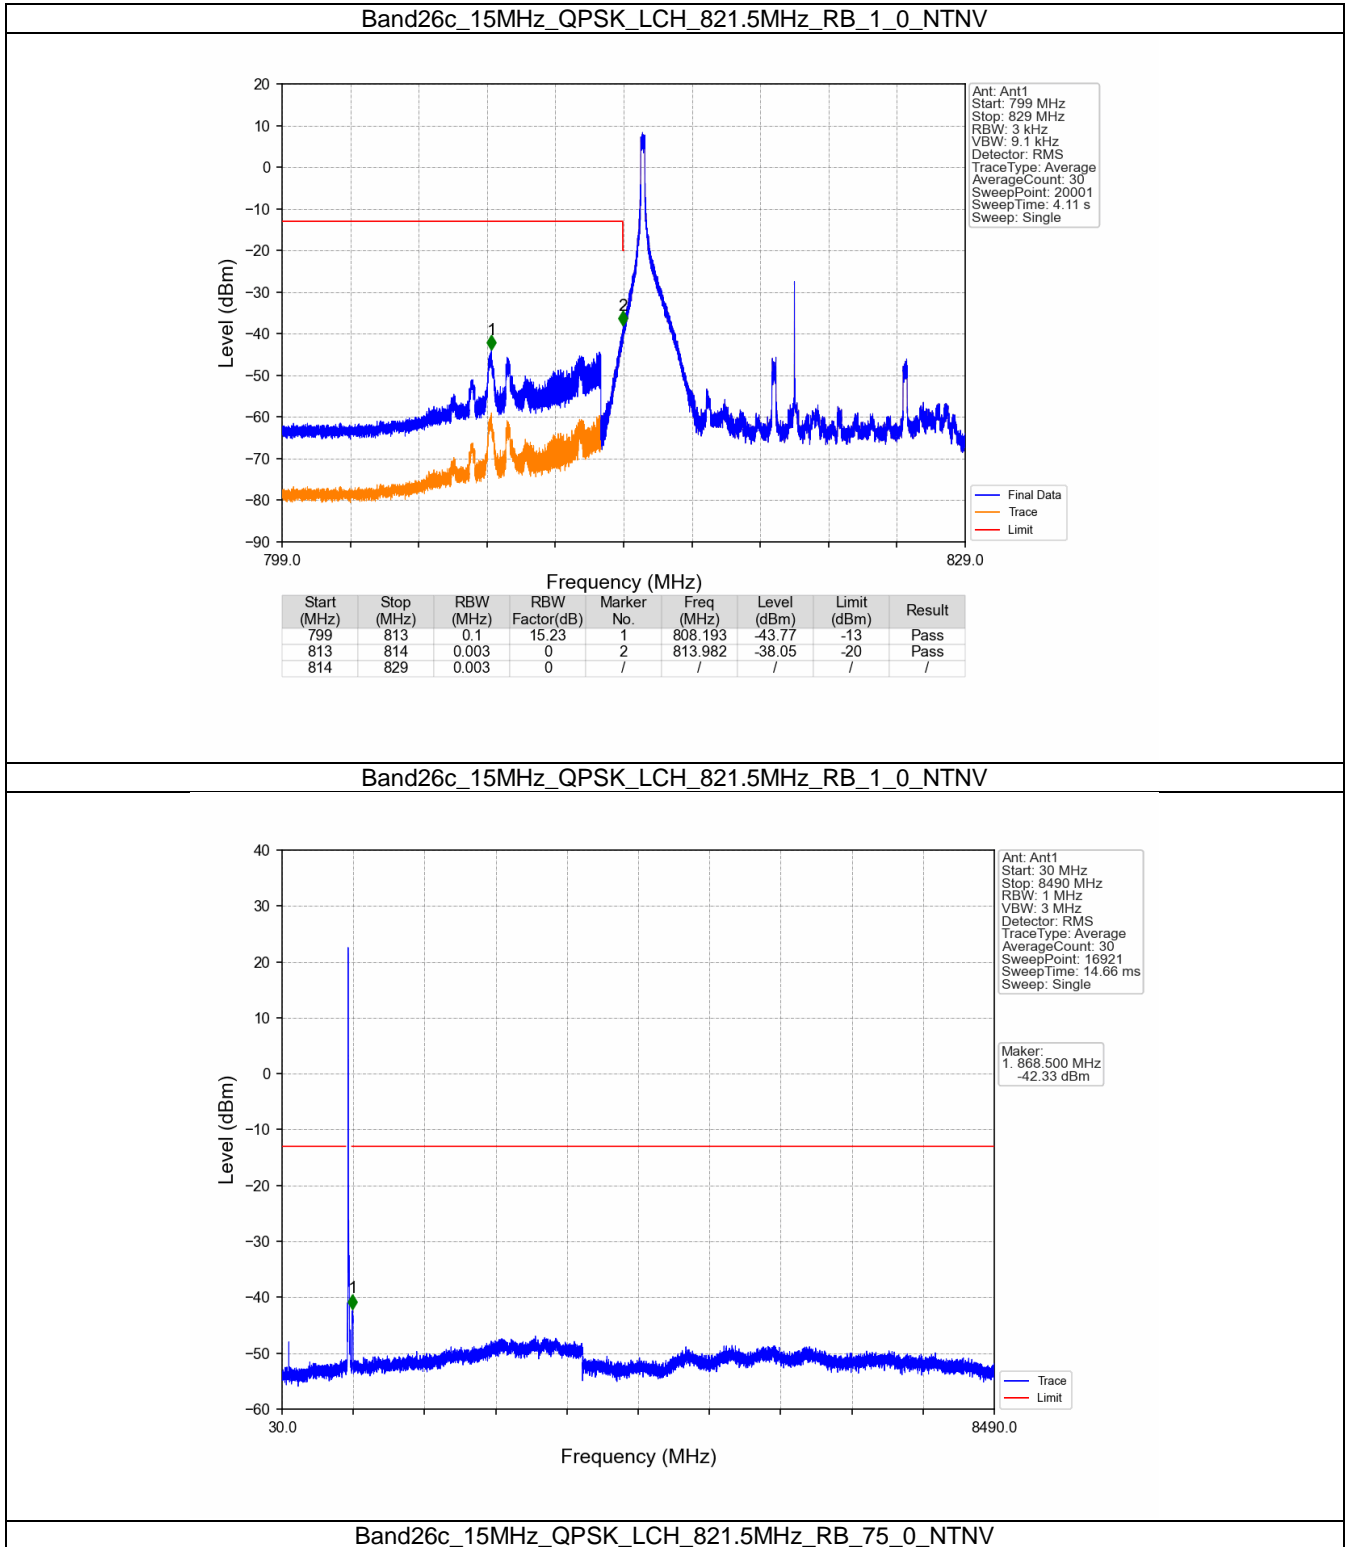 Band26c_15MHz_QPSK_LCH_821.5MHz_RB_1_0_NTNV
20
10
0
−10
−20
−30
−40
−50
−60
−70
−80
−90
Level (dBm)
1
2
799.0
829.0
Frequency (MHz)
Ant: Ant1
Start: 799 MHz
Stop: 829 MHz
RBW: 3 kHz
VBW: 9.1 kHz
Detector: RMS
TraceType: Average
AverageCount: 30
SweepPoint: 20001
SweepTime: 4.11 s
Sweep: Single
Final Data
Trace
Limit
Start (MHz) Stop (MHz) RBW (MHz) RBW Factor(dB) Marker No. Freq (MHz) Level (dBm) Limit (dBm) Result
799 813 0.1 15.23 1 808.193 -43.77 -13 Pass
813 814 0.003 0 2 813.982 -38.05 -20 Pass
814 829 0.003 0 / / / / /
Band26c_15MHz_QPSK_LCH_821.5MHz_RB_1_0_NTNV
40
30
20
10
0
−10
−20
−30
−40
−50
−60
Level (dBm)
1
30.0
8490.0
Frequency (MHz)
Ant: Ant1
Start: 30 MHz
Stop: 8490 MHz
RBW: 1 MHz
VBW: 3 MHz
Detector: RMS
TraceType: Average
AverageCount: 30
SweepPoint: 16921
SweepTime: 14.66 ms
Sweep: Single
Maker:
1. 868.500 MHz
-42.33 dBm
Trace
Limit
Band26c_15MHz_QPSK_LCH_821.5MHz_RB_75_0_NTNV